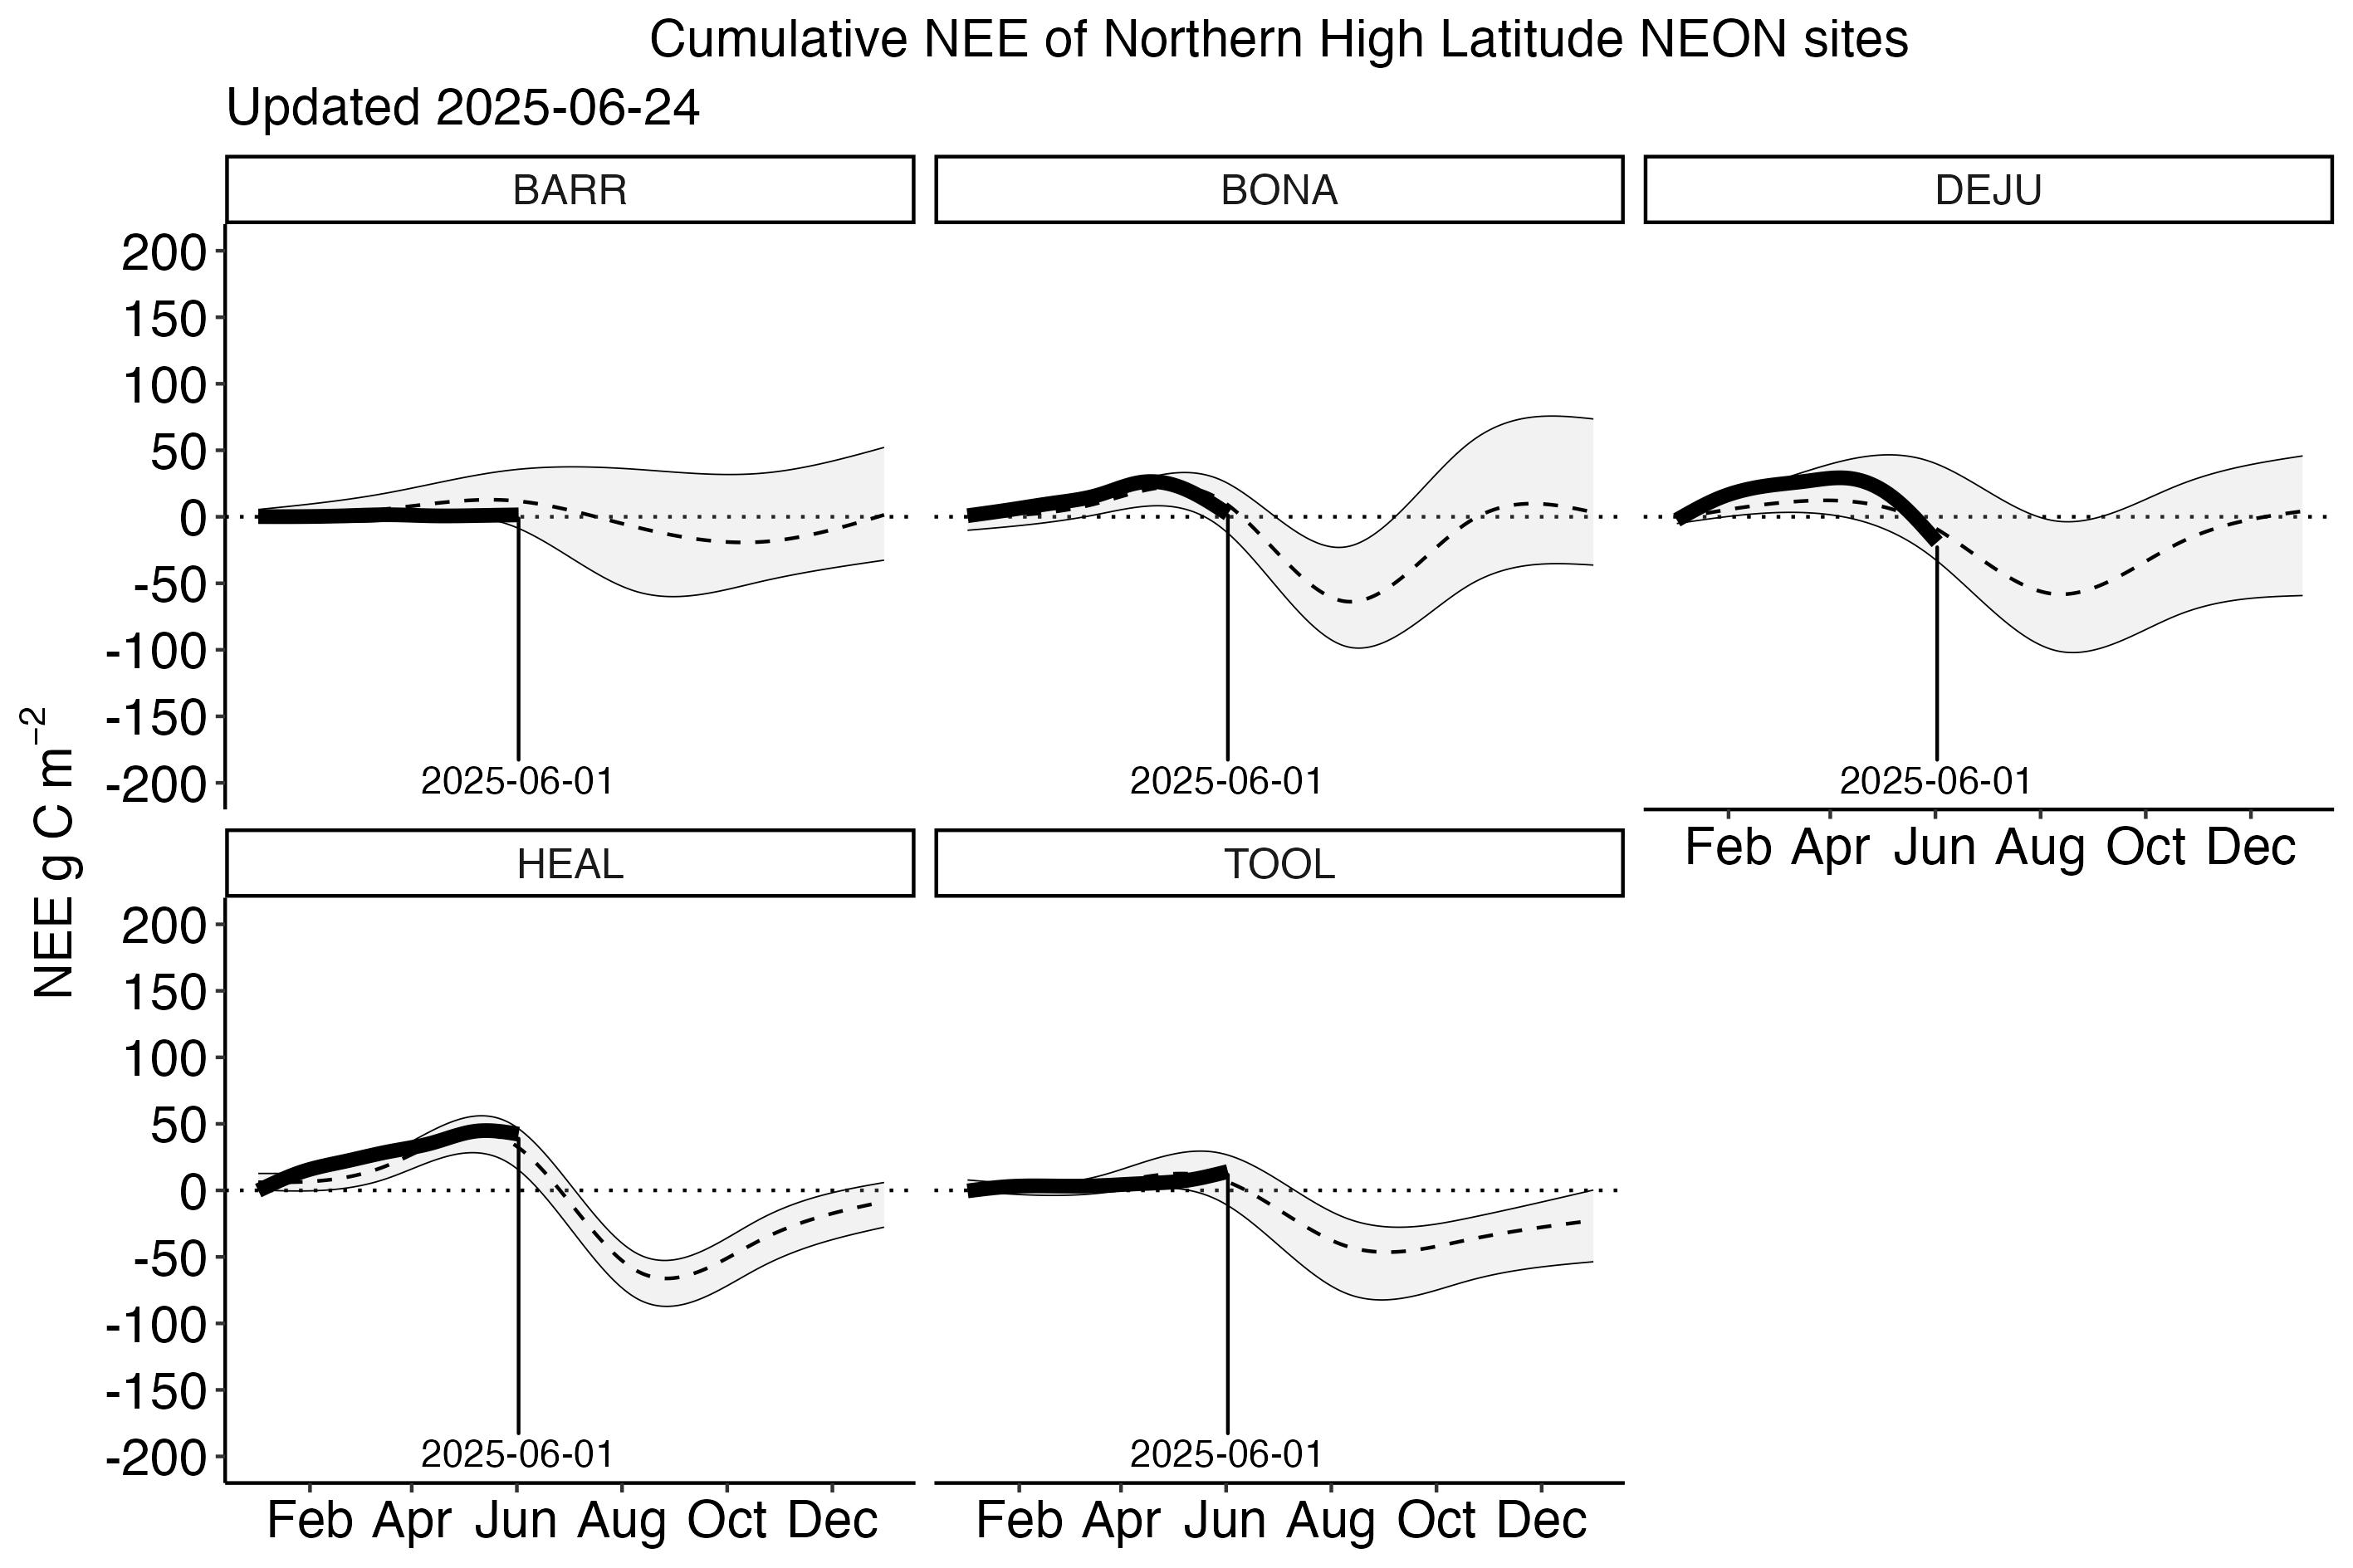 Cumulative NEE of Northern High Latitude NEON sites
Updated 2025-06-24
BARR
BONA
DEJU
200
150
100
50
0
-50
-100
-150
-200
2025-06-01
2025-06-01
2025-06-01
Feb Apr Jun Aug Oct Dec
NEE g C m⁻²
HEAL
TOOL
200
150
100
50
0
-50
-100
-150
-200
2025-06-01
2025-06-01
Feb Apr Jun Aug Oct Dec
Feb Apr Jun Aug Oct Dec